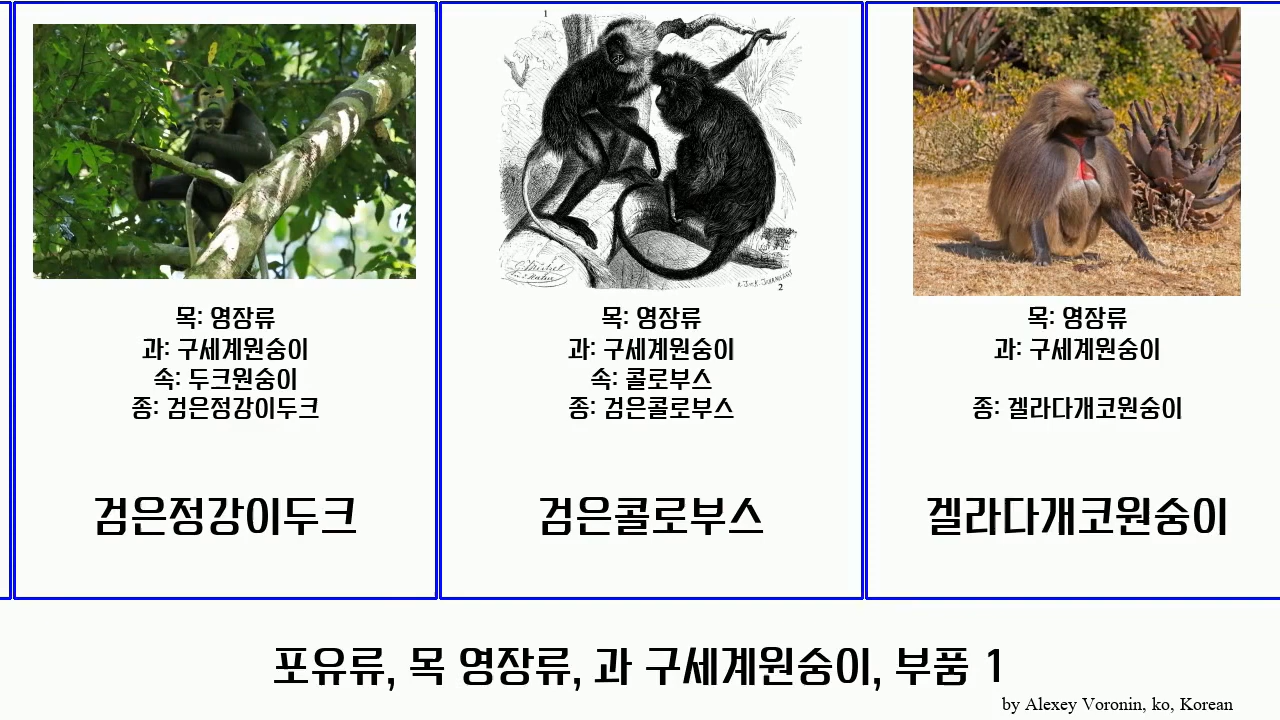 목: 영장류
과: 구세계원숭이
속: 두크원숭이
종: 검은정강이두크
검은정강이두크
1
2
목: 영장류
과: 구세계원숭이
속: 콜로부스
종: 검은콜로부스
검은콜로부스
목: 영장류
과: 구세계원숭이
종: 겔라다개코원숭이
겔라다개코원숭이
포유류, 목 영장류, 과 구세계원숭이, 부품 1
by Alexey Voronin, ko, Korean